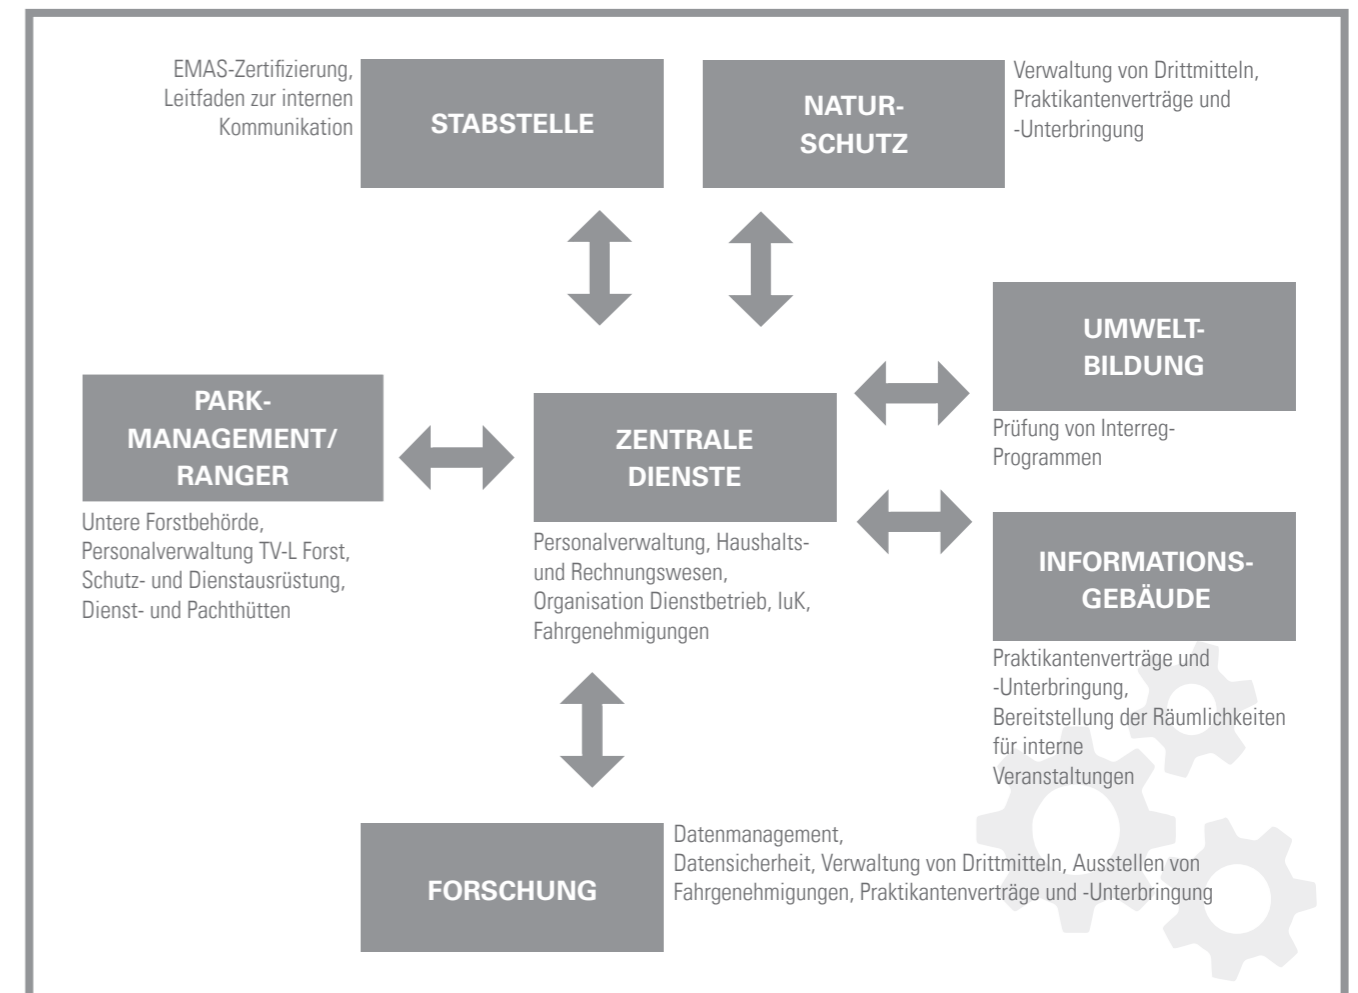 EMAS-Zertifizierung,
Leitfaden zur internen
Kommunikation
STABSTELLE
NATUR-
SCHUTZ
Verwaltung von Drittmitteln,
Praktikantenverträge und
-Unterbringung
UMWELT-
BILDUNG
Prüfung von Interreg-
Programmen
PARK-
MANAGEMENT/
RANGER
Untere Forstbehörde,
Personalverwaltung TV-L Forst,
Schutz- und Dienstausrüstung,
Dienst- und Pachthütten
ZENTRALE
DIENSTE
Personalverwaltung, Haushalts-
und Rechnungswesen,
Organisation Dienstbetrieb, IuK,
Fahrgenehmigungen
INFORMATIONS-
GEBÄUDE
Praktikantenverträge und
-Unterbringung,
Bereitstellung der Räumlichkeiten
für interne
Veranstaltungen
FORSCHUNG
Datenmanagement,
Datensicherheit, Verwaltung von Drittmitteln, Ausstellen von
Fahrgenehmigungen, Praktikantenverträge und -Unterbringung